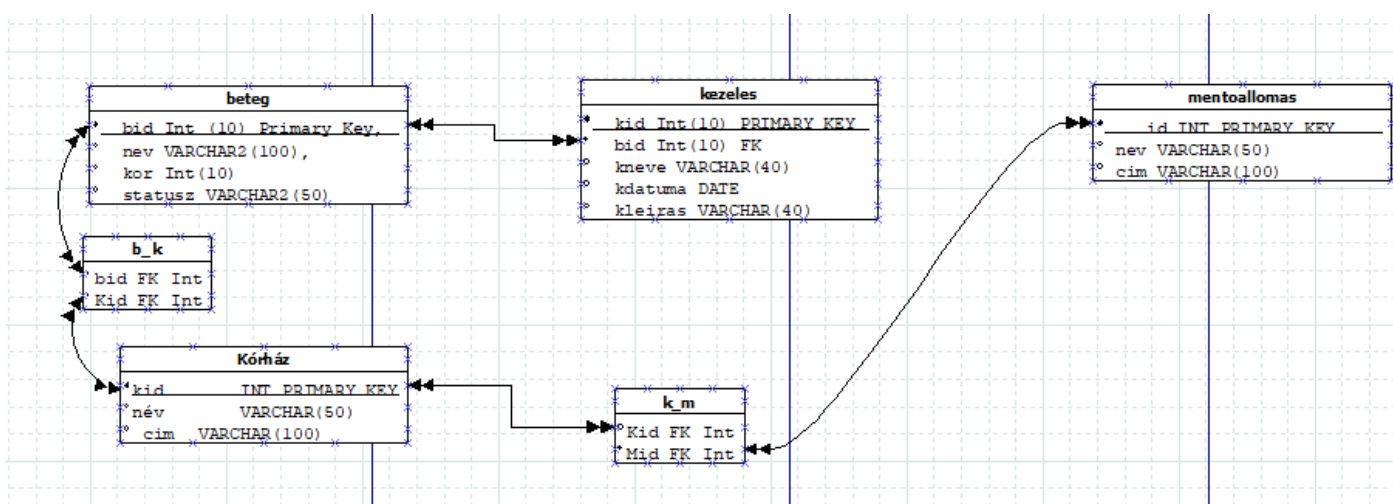 beteg
bid Int (10) Primary Key,
nev VARCHAR2(100),
kor Int(10)
statusz VARCHAR2(50)
kezeles
kid Int(10) PRIMARY KEY
bid Int(10) FK
kneve VARCHAR(40)
kdatuma DATE
kleiras VARCHAR(40)
mentoallomas
id INT PRIMARY KEY
nev VARCHAR(50)
cim VARCHAR(100)
b_k
bid FK Int
Kid FK Int
Kórház
kid INT PRIMARY KEY
név VARCHAR(50)
cim VARCHAR(100)
k_m
Kid FK Int
Mid FK Int